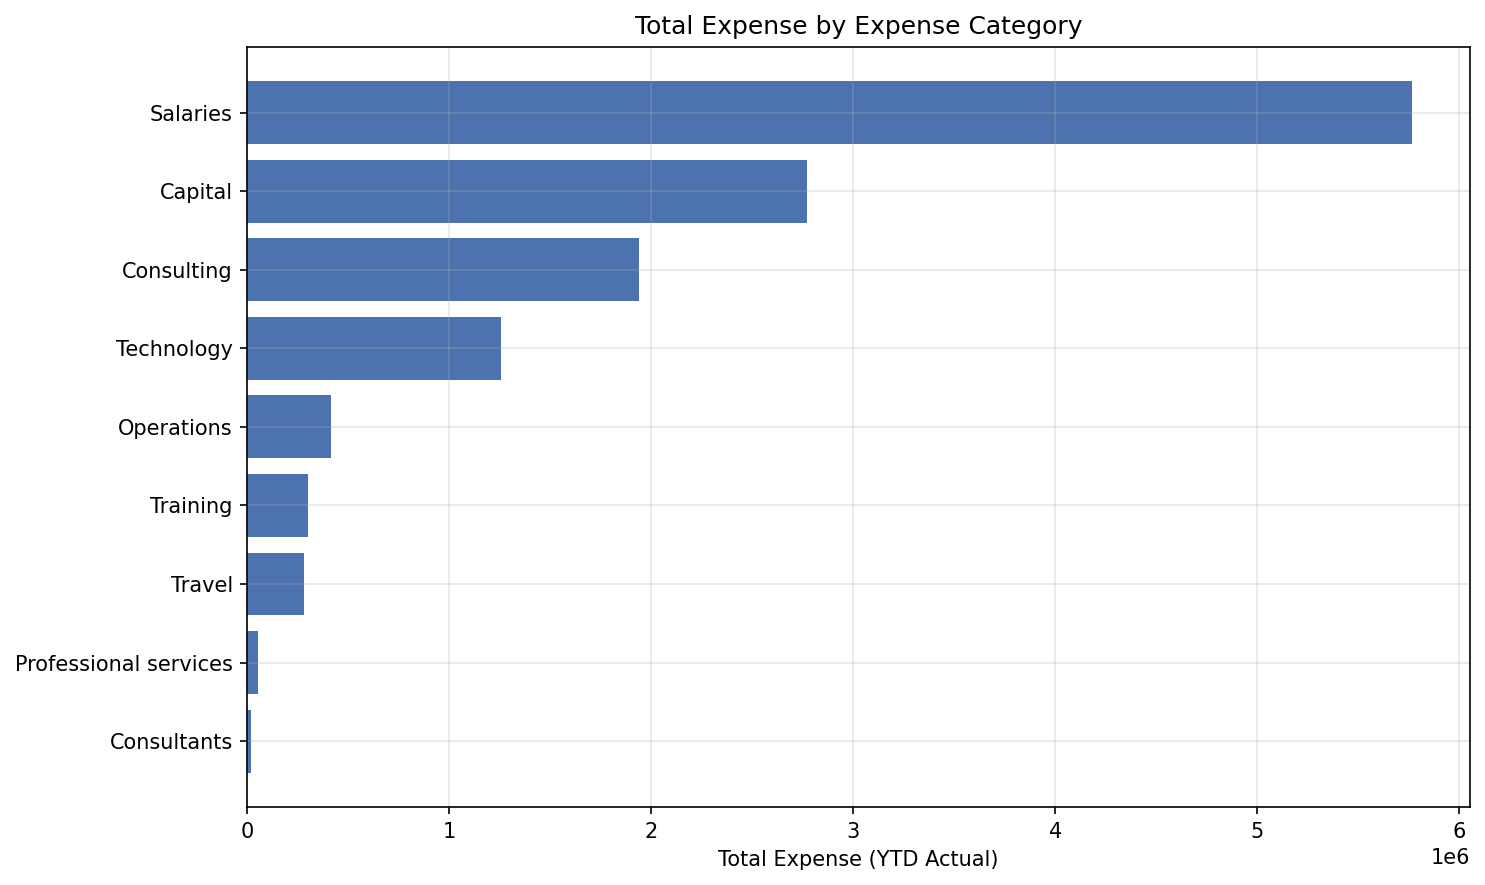 Total Expense by Expense Category
Salaries
Capital
Consulting
Technology
Operations
Training
Travel
Professional services
Consultants
0 1 2 3 4 5 6
1e6
Total Expense (YTD Actual)